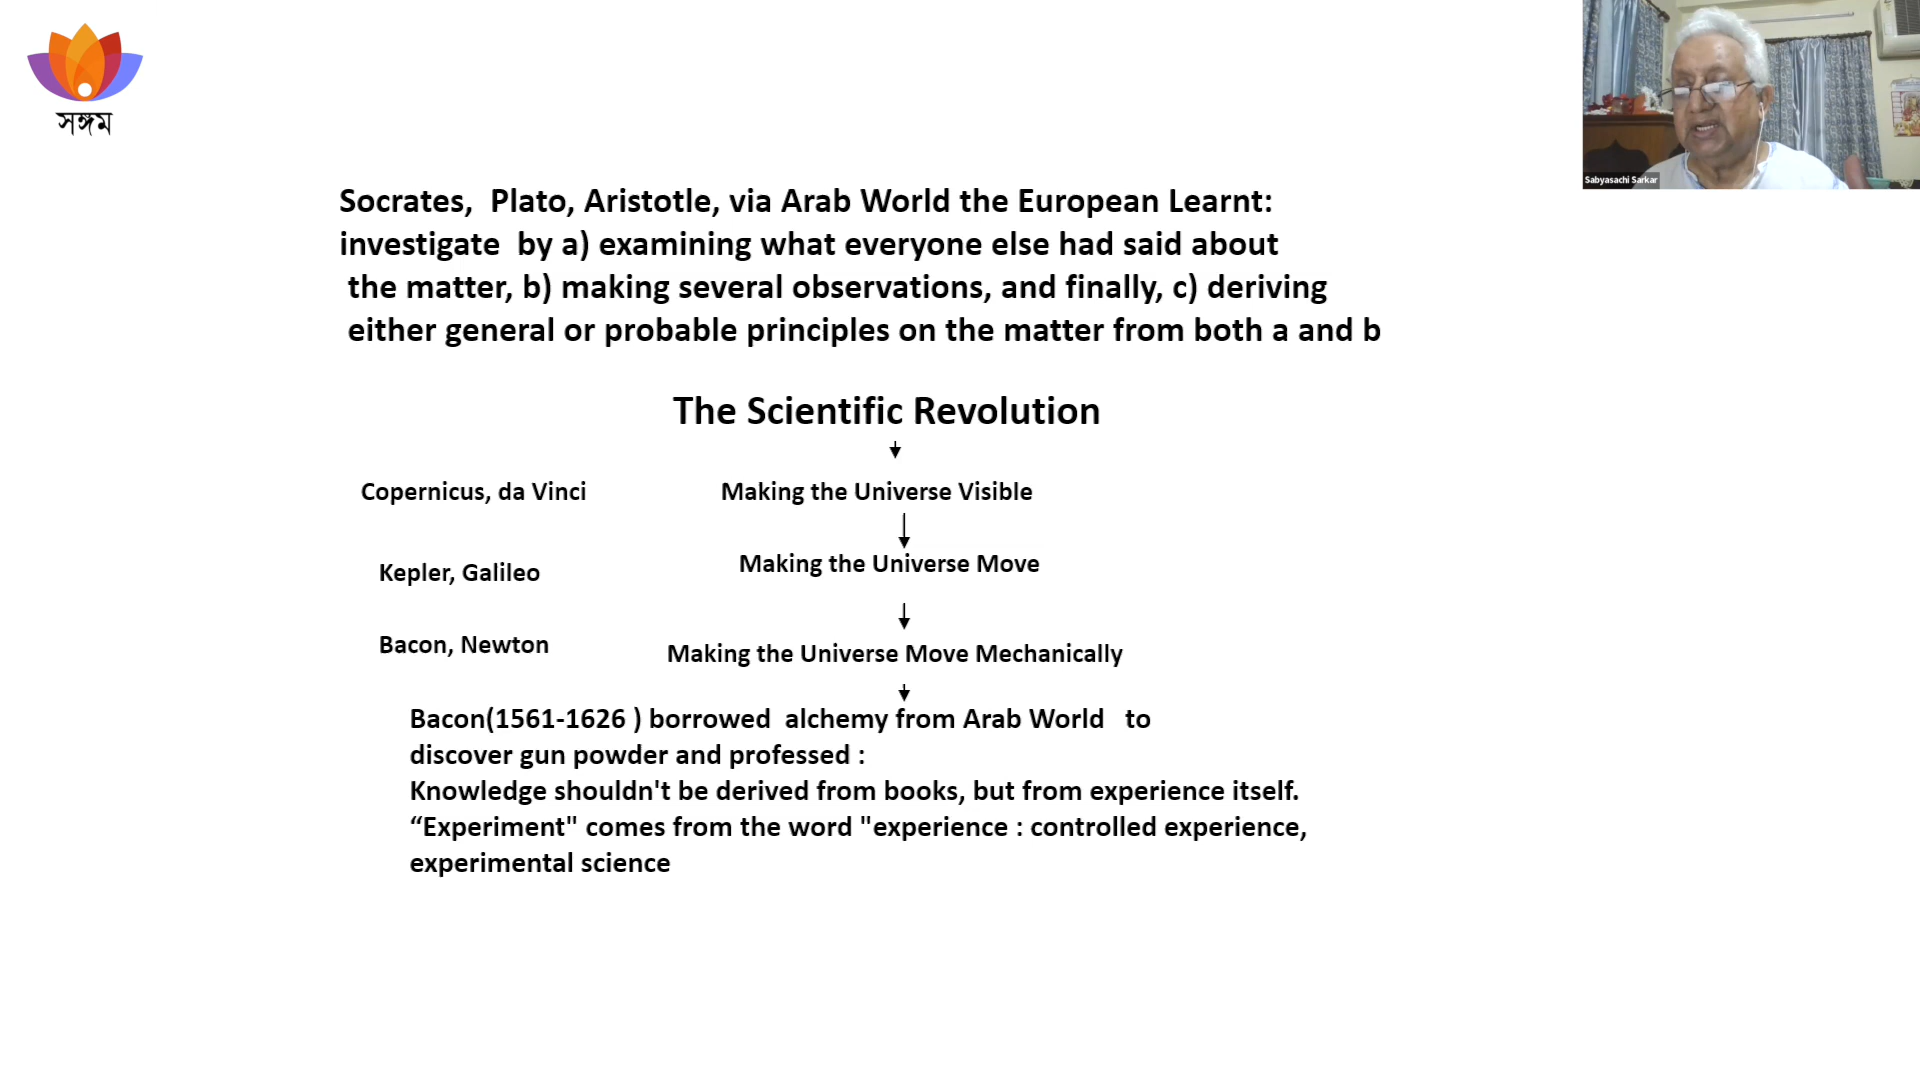 সঙ্গম
Sabyasachi Sarkar
Socrates, Plato, Aristotle, via Arab World the European Learnt:
investigate by a) examining what everyone else had said about
the matter, b) making several observations, and finally, c) deriving
either general or probable principles on the matter from both a and b
The Scientific Revolution
Copernicus, da Vinci
Making the Universe Visible
Kepler, Galileo
Making the Universe Move
Bacon, Newton
Making the Universe Move Mechanically
Bacon(1561-1626 ) borrowed alchemy from Arab World to
discover gun powder and professed :
Knowledge shouldn't be derived from books, but from experience itself.
“Experiment" comes from the word "experience : controlled experience,
experimental science